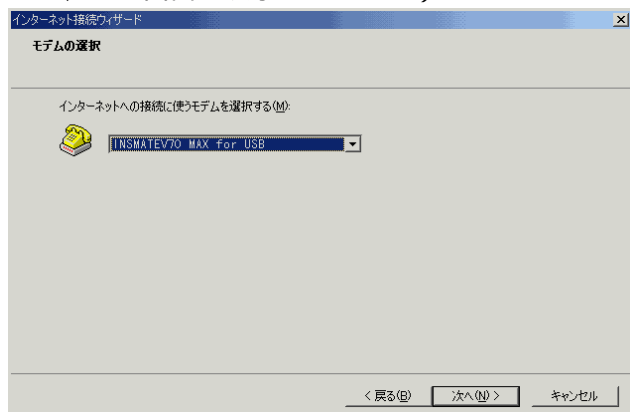 インターネット接続ウィザード
モデムの選択
インターネットへの接続に使うモデムを選択する(M):
INSMATEV70 MAX for USB
< 戻る(B) 次へ(N) > キャンセル